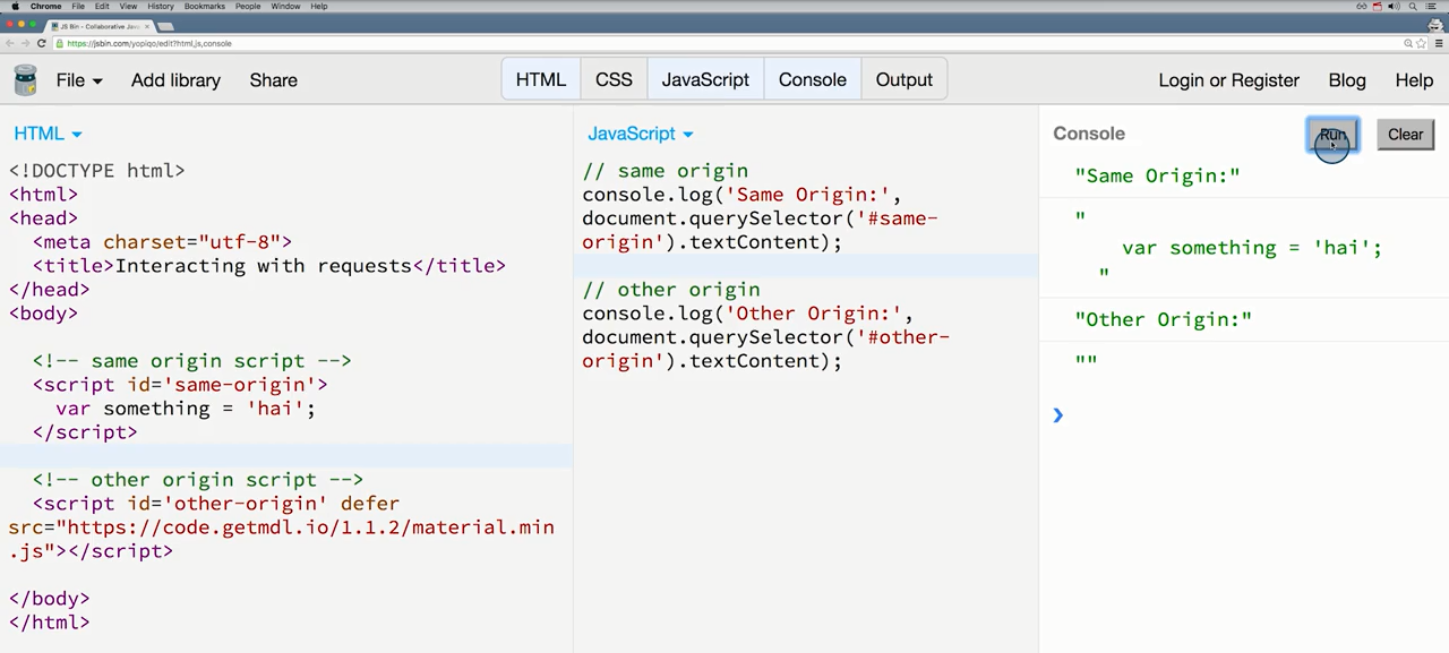 Chrome File Edit View History Bookmarks People Window Help
JS Bin - Collaborative Java
https://jsbin.com/yopiqo/edit?html,js,console
File Add library Share HTML CSS JavaScript Console Output Login or Register Blog Help
HTML
<!DOCTYPE html>
<html>
<head>
<meta charset="utf-8">
<title>Interacting with requests</title>
</head>
<body>
<!-- same origin script -->
<script id='same-origin'>
var something = 'hai';
</script>
<!-- other origin script -->
<script id='other-origin' defer
src="https://code.getmdl.io/1.1.2/material.min
.js"></script>
</body>
</html>
JavaScript
// same origin
console.log('Same Origin:',
document.querySelector('#same-
origin').textContent);
// other origin
console.log('Other Origin:',
document.querySelector('#other-
origin').textContent);
Console Run Clear
"Same Origin:"
"
var something = 'hai';
"
"Other Origin:"
""